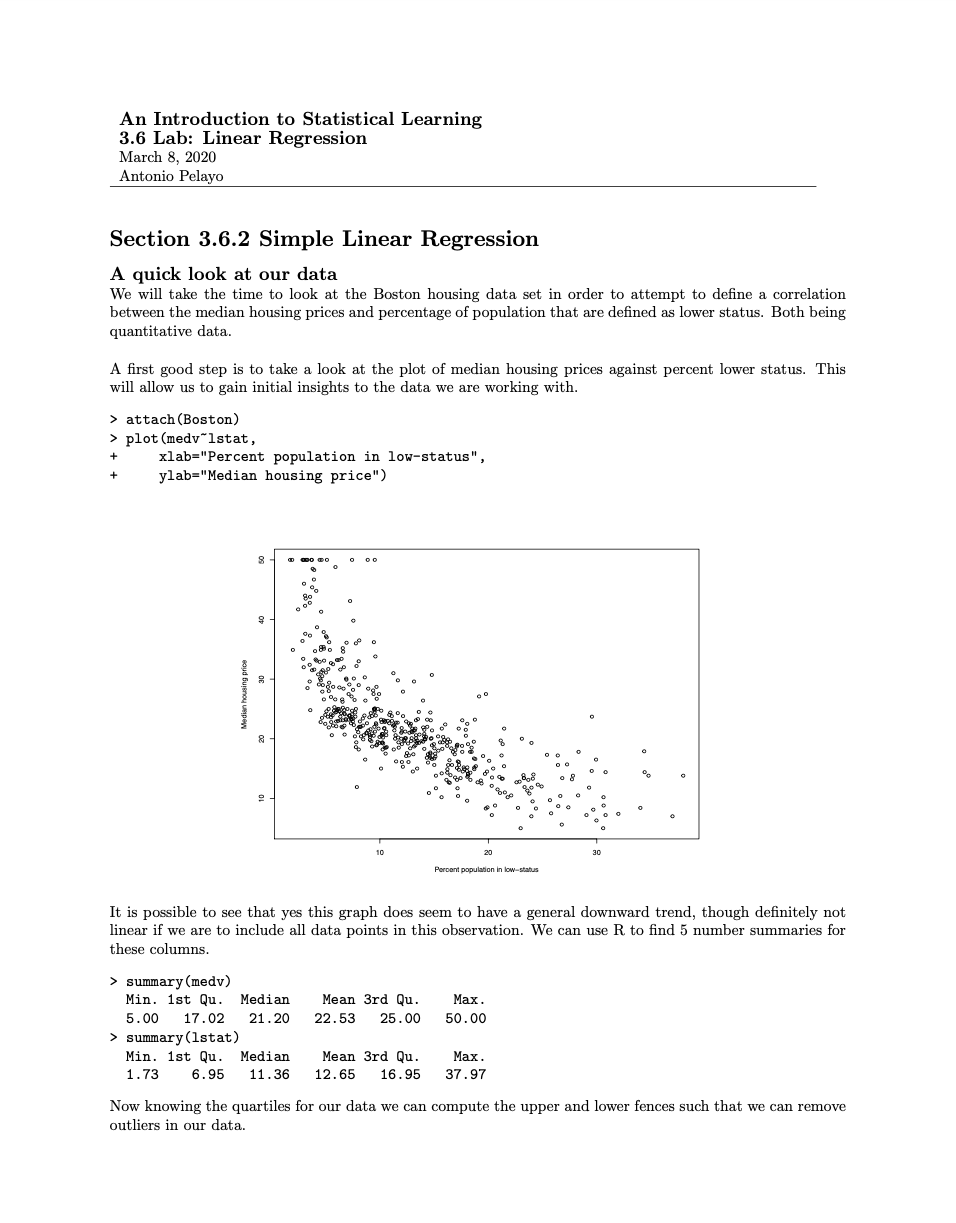 An Introduction to Statistical Learning
3.6 Lab: Linear Regression
March 8, 2020
Antonio Pelayo
Section 3.6.2 Simple Linear Regression
A quick look at our data
We will take the time to look at the Boston housing data set in order to attempt to define a correlation
between the median housing prices and percentage of population that are defined as lower status. Both being
quantitative data.
A first good step is to take a look at the plot of median housing prices against percent lower status. This
will allow us to gain initial insights to the data we are working with.
> attach(Boston)
> plot(medv~lstat,
+     xlab="Percent population in low-status",
+     ylab="Median housing price")
50
40
30
20
10
Median housing price
10 20 30
Percent population in low−status
It is possible to see that yes this graph does seem to have a general downward trend, though definitely not
linear if we are to include all data points in this observation. We can use R to find 5 number summaries for
these columns.
> summary(medv)
  Min. 1st Qu.  Median    Mean 3rd Qu.    Max.
  5.00   17.02   21.20   22.53   25.00   50.00
> summary(lstat)
  Min. 1st Qu.  Median    Mean 3rd Qu.    Max.
  1.73    6.95   11.36   12.65   16.95   37.97
Now knowing the quartiles for our data we can compute the upper and lower fences such that we can remove
outliers in our data.